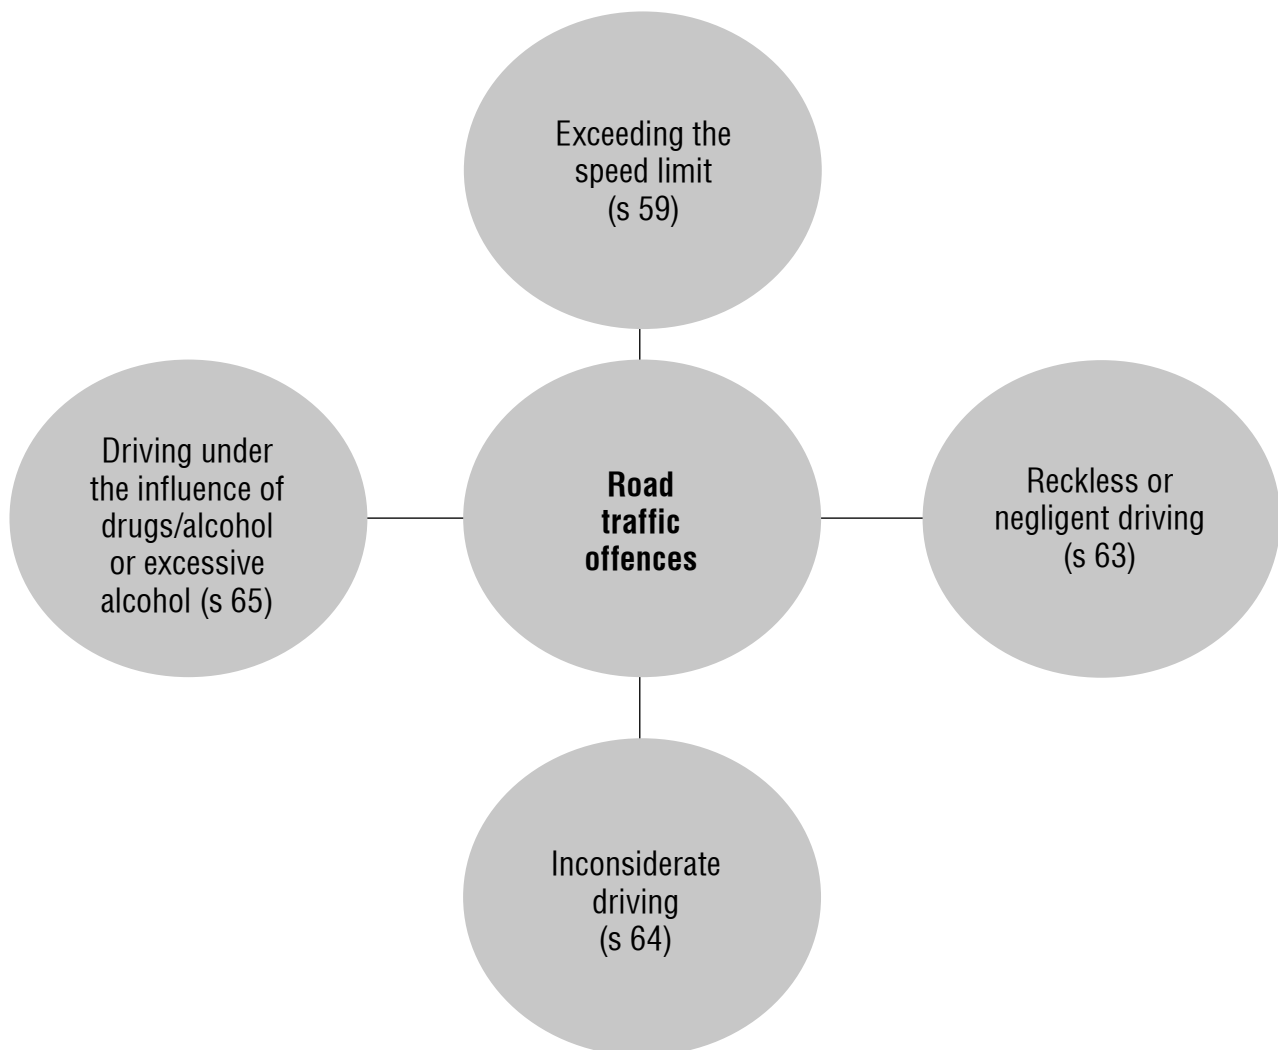 Exceeding the
speed limit
(s 59)
Driving under
the influence of
drugs/alcohol
or excessive
alcohol (s 65)
Road
traffic
offences
Reckless or
negligent driving
(s 63)
Inconsiderate
driving
(s 64)